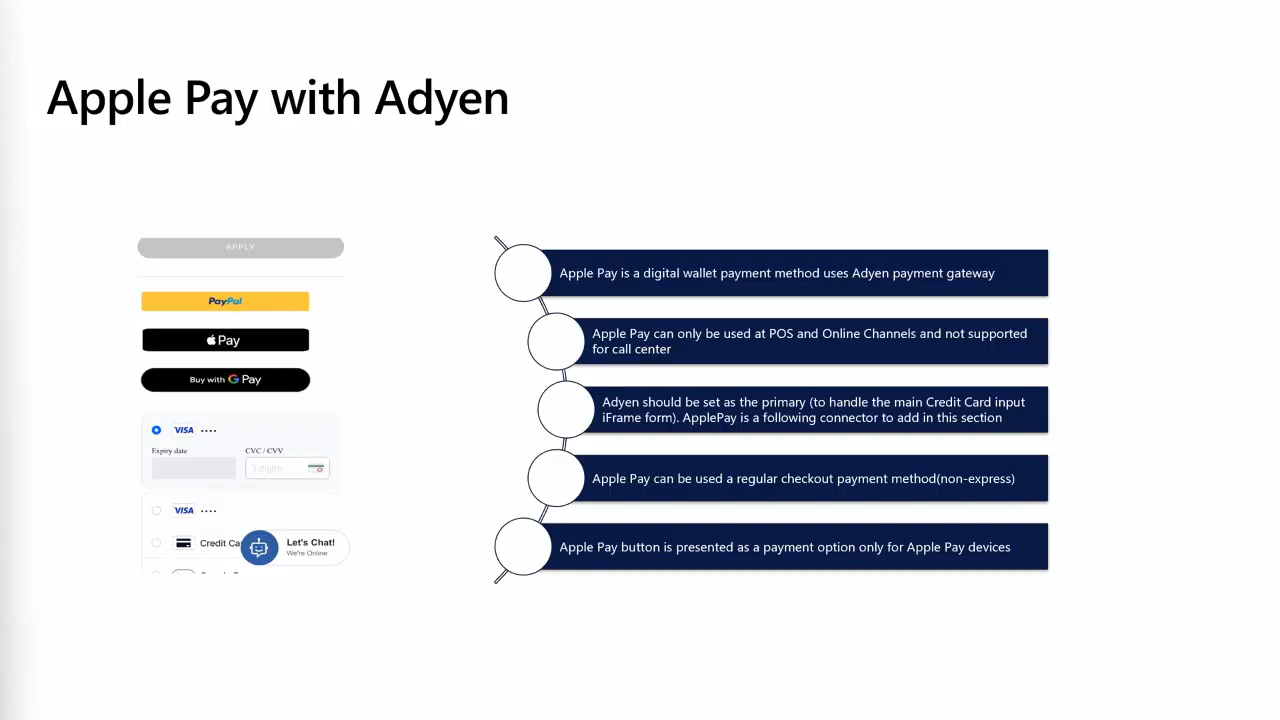 Apple Pay with Adyen
APPLY
PayPal
Pay
Buy with G Pay
VISA ••••
Expiry date CVC / CVV
3 digits
VISA ••••
Credit Ca
Let's Chat!
We're Online
Apple Pay is a digital wallet payment method uses Adyen payment gateway
Apple Pay can only be used at POS and Online Channels and not supported
for call center
Adyen should be set as the primary (to handle the main Credit Card input
iFrame form). ApplePay is a following connector to add in this section
Apple Pay can be used a regular checkout payment method(non-express)
Apple Pay button is presented as a payment option only for Apple Pay devices